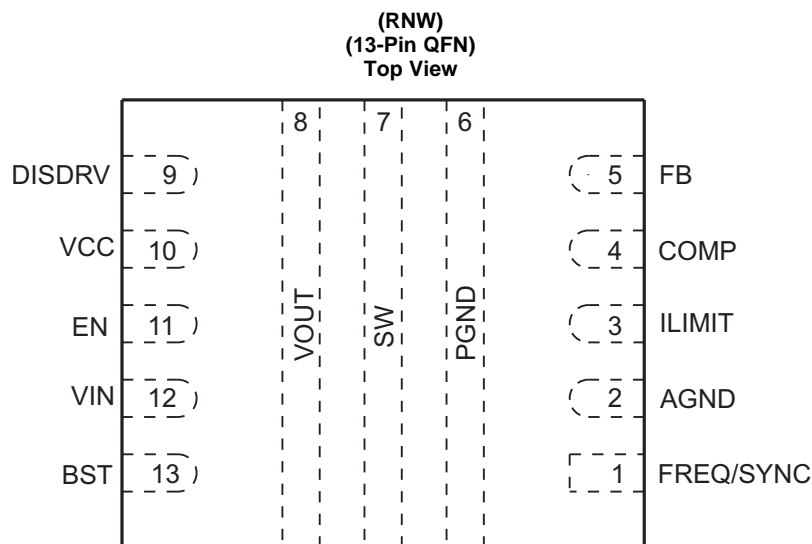 (RNW)
(13-Pin QFN)
Top View
8 7 6
DISDRV 9 5 FB
VCC 10 4 COMP
EN 11 3 ILIMIT
VOUT SW PGND
VIN 12 2 AGND
BST 13 1 FREQ/SYNC